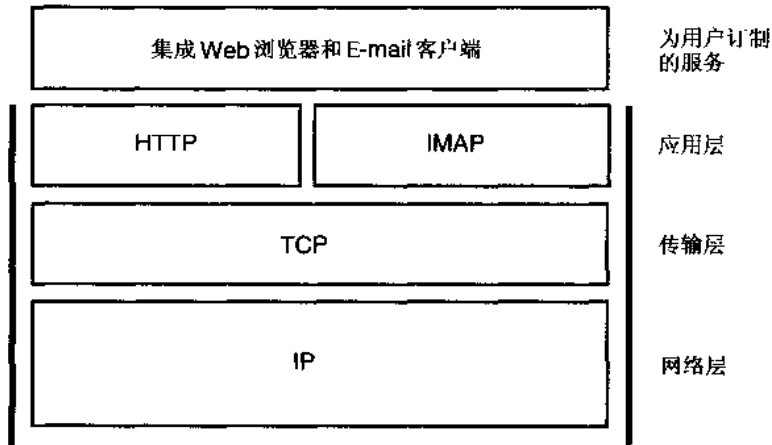 集成Web浏览器和E-mail客户端
为用户订制
的服务
HTTP
IMAP
应用层
TCP
传输层
IP
网络层